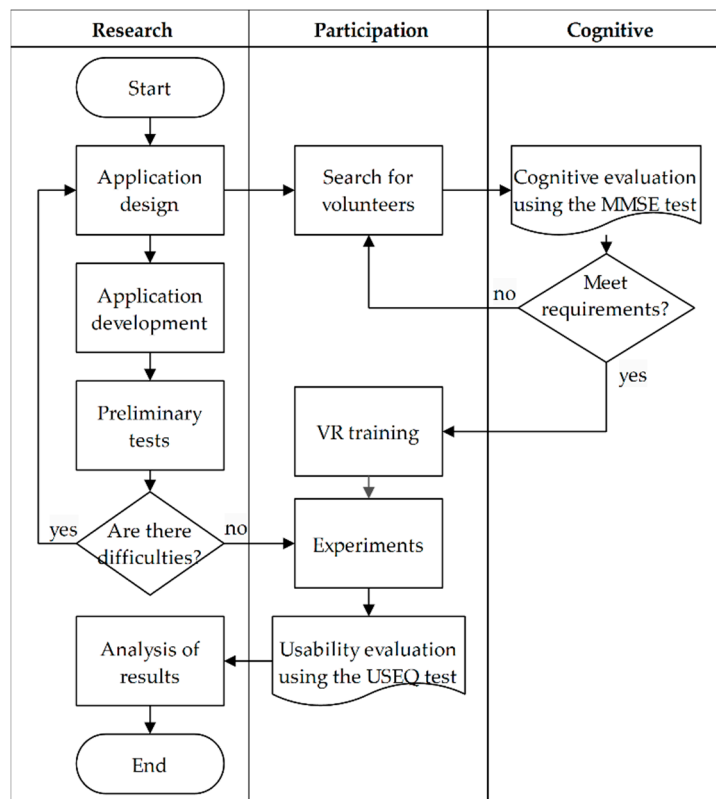 Research
Participation
Cognitive
Start
Application
design
Search for
volunteers
Cognitive evaluation
using the MMSE test
Application
development
Meet
requirements?
no
yes
Preliminary
tests
VR training
Are there
difficulties?
yes
no
Experiments
Analysis of
results
Usability evaluation
using the USEQ test
End